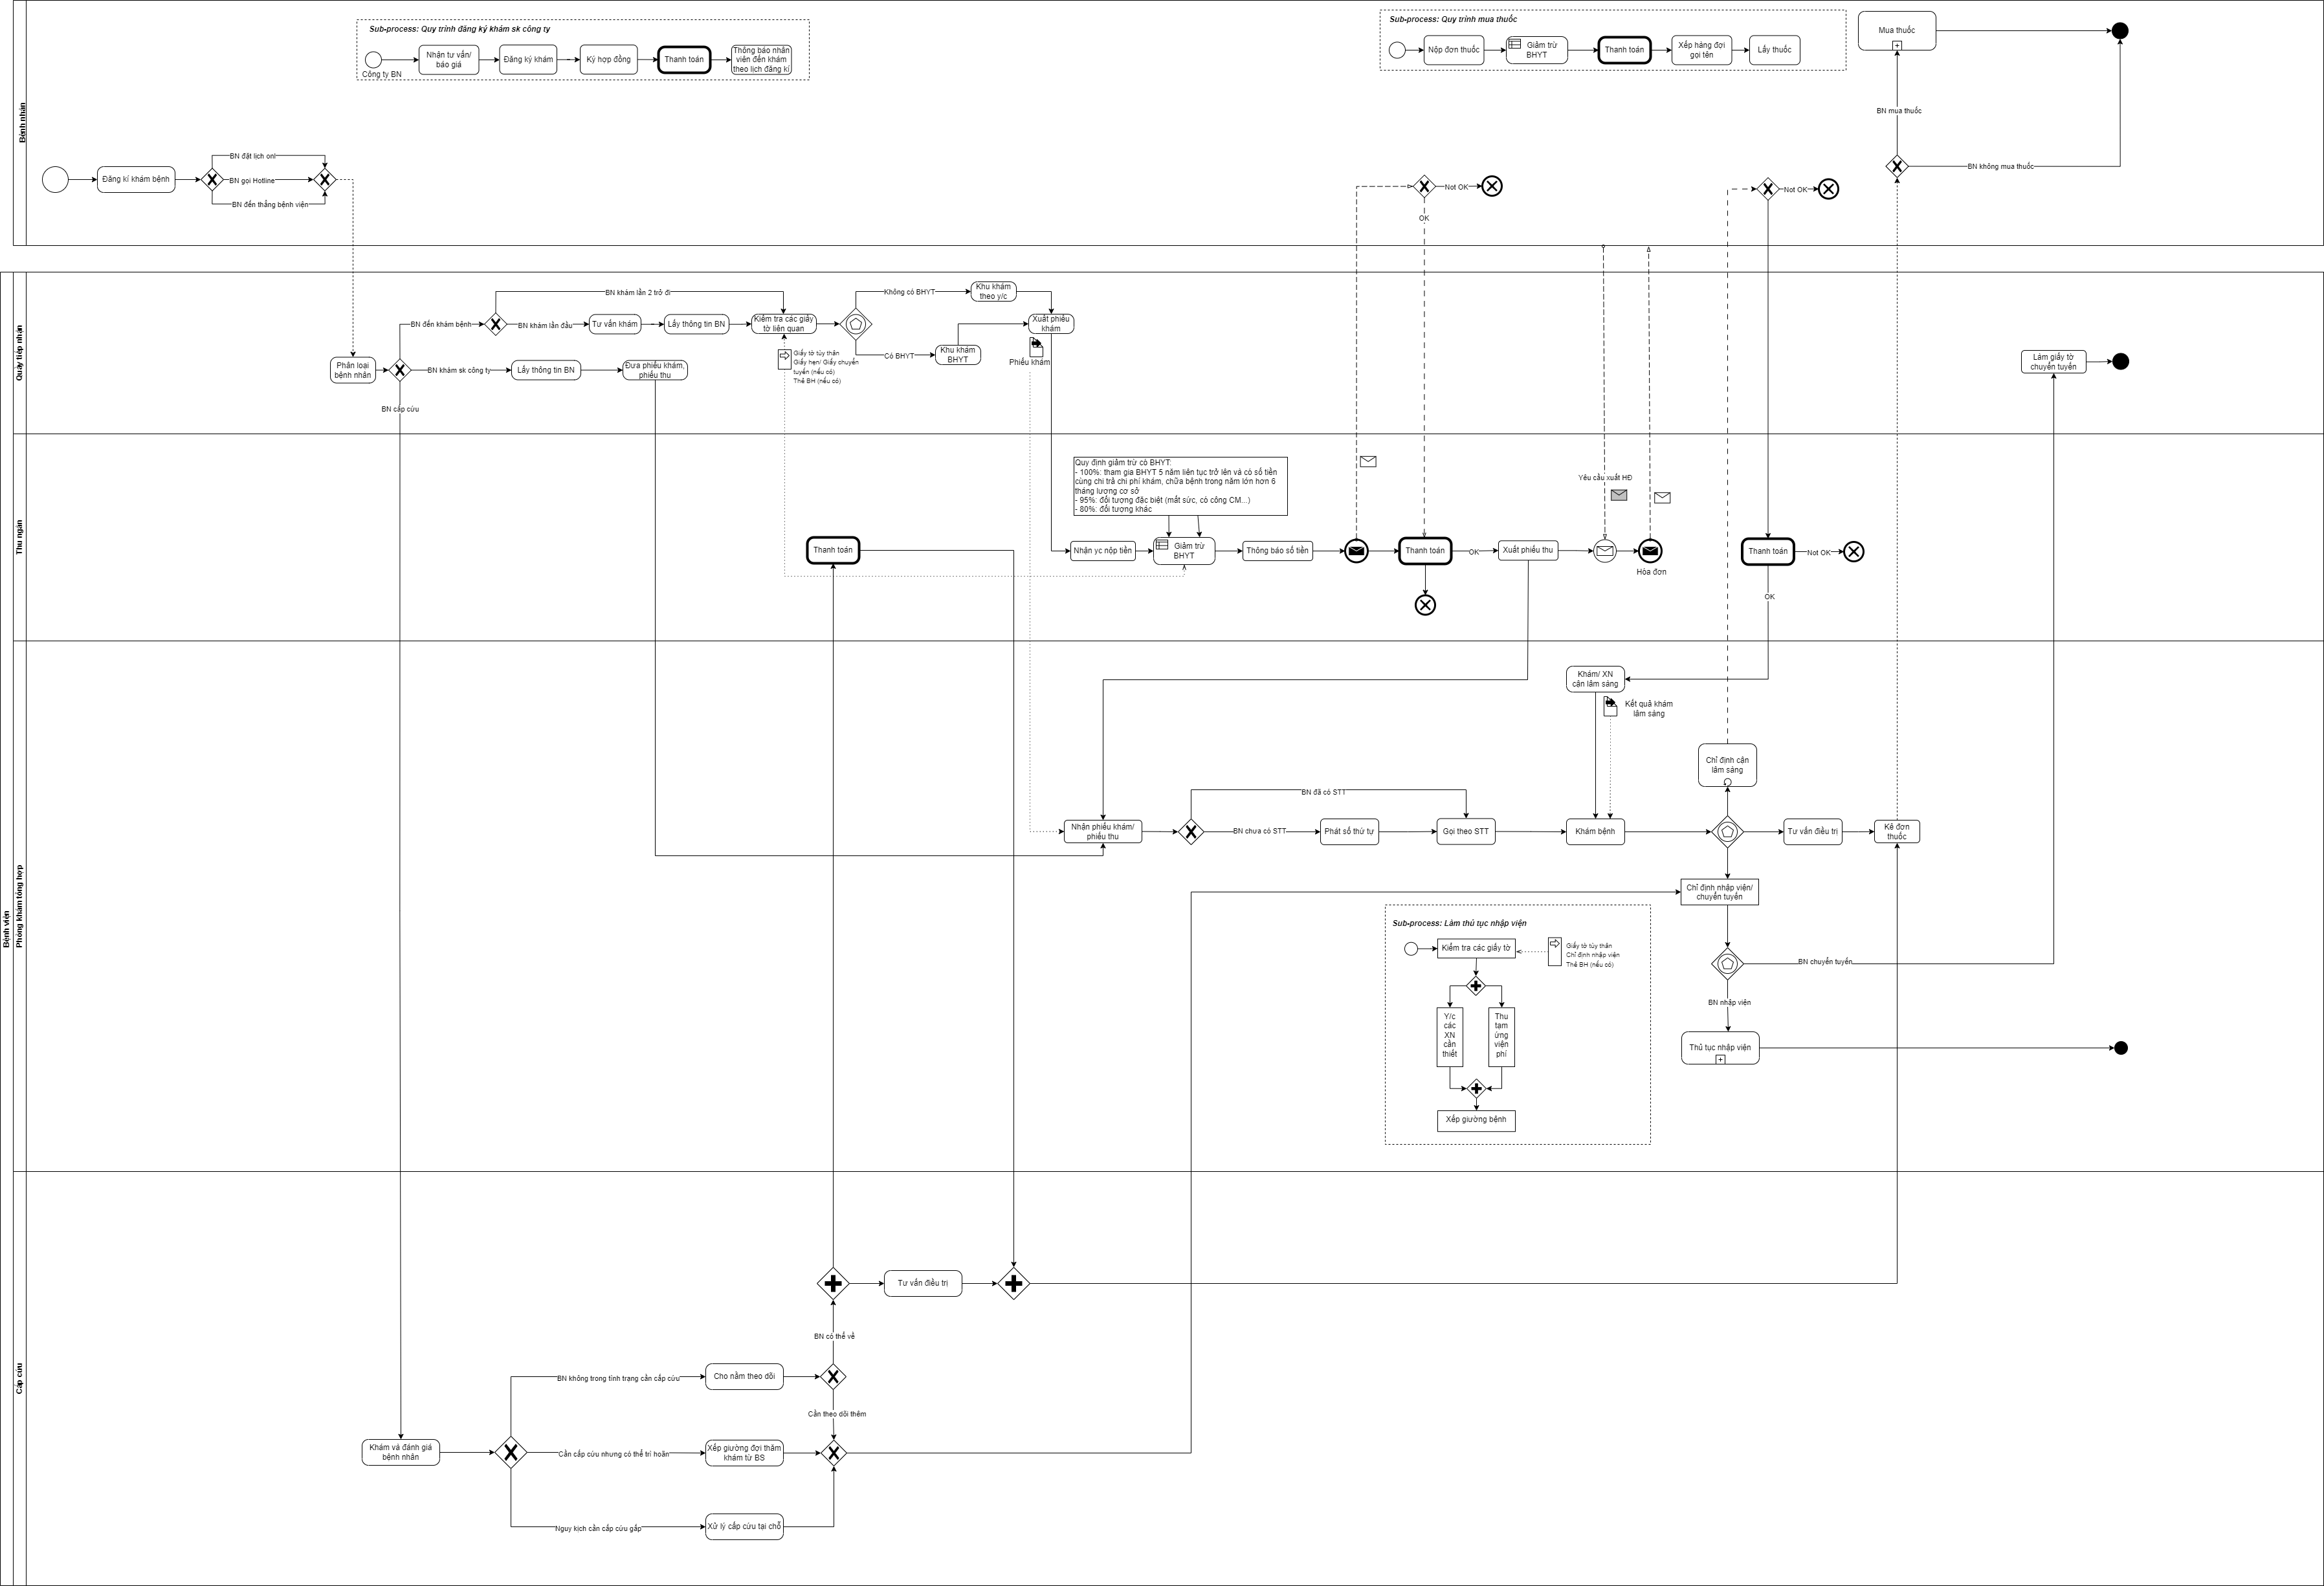 Bệnh nhân
Sub-process: Quy trình đăng ký khám sk công ty
Công ty BN
Nhận tư vấn/
báo giá
Đăng ký khám
Ký hợp đồng
Thanh toán
Thông báo nhân
viên đến khám
theo lịch đăng kí
Sub-process: Quy trình mua thuốc
Nộp đơn thuốc
Giảm trừ
BHYT
Thanh toán
Xếp hàng đợi
gọi tên
Lấy thuốc
Mua thuốc
BN mua thuốc
BN không mua thuốc
Đăng kí khám bệnh
BN đặt lịch onl
BN gọi Hotline
BN đến thẳng bệnh viện
Not OK
OK
Not OK
Bệnh viện
Quầy tiếp nhận
Phân loại
bệnh nhân
BN đến khám bệnh
BN khám sk công ty
BN cấp cứu
BN khám lần 2 trở đi
BN khám lần đầu
Tư vấn khám
Lấy thông tin BN
Kiểm tra các giấy
tờ liên quan
Giấy tờ tùy thân
Giấy hẹn/ Giấy chuyển
tuyến (nếu có)
Thẻ BH (nếu có)
Không có BHYT
Có BHYT
Khu khám
theo y/c
Khu khám
BHYT
Xuất phiếu
khám
Phiếu khám
Lấy thông tin BN
Đưa phiếu khám,
phiếu thu
Làm giấy tờ
chuyển tuyến
Thu ngân
Thanh toán
Quy định giảm trừ có BHYT:
- 100%: tham gia BHYT 5 năm liên tục trở lên và có số tiền
cùng chi trả chi phí khám, chữa bệnh trong năm lớn hơn 6
tháng lương cơ sở
- 95%: đối tượng đặc biệt (mất sức, có công CM...)
- 80%: đối tượng khác
Nhận yc nộp tiền
Giảm trừ
BHYT
Thông báo số tiền
Thanh toán
OK
Xuất phiếu thu
Yêu cầu xuất HĐ
Hóa đơn
Thanh toán
Not OK
OK
Phòng khám tổng hợp
Khám/ XN
cận lâm sàng
Kết quả khám
lâm sàng
Chỉ định cận
lâm sàng
Nhận phiếu khám/
phiếu thu
BN đã có STT
BN chưa có STT
Phát số thứ tự
Gọi theo STT
Khám bệnh
Tư vấn điều trị
Kê đơn
thuốc
Chỉ định nhập viện/
chuyển tuyến
BN chuyển tuyến
BN nhập viện
Thủ tục nhập viện
Sub-process: Làm thủ tục nhập viện
Kiểm tra các giấy tờ
Giấy tờ tùy thân
Chỉ định nhập viện
Thẻ BH (nếu có)
Y/c
các
XN
cần
thiết
Thu
tạm
ứng
viện
phí
Xếp giường bệnh
Cấp cứu
Tư vấn điều trị
BN có thể về
BN không trong tình trạng cần cấp cứu
Cho nằm theo dõi
Cần theo dõi thêm
Khám và đánh giá
bệnh nhân
Cần cấp cứu nhưng có thể trì hoãn
Xếp giường đợi thăm
khám từ BS
Nguy kịch cần cấp cứu gấp
Xử lý cấp cứu tại chỗ